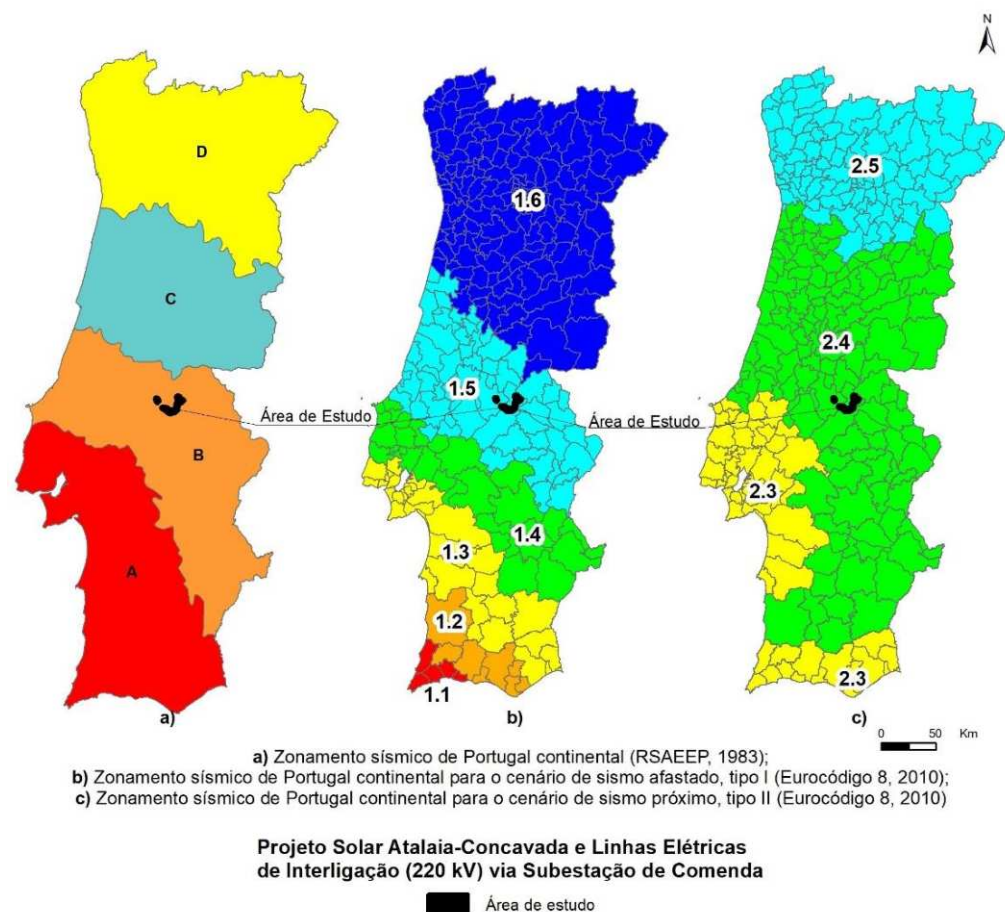 N
D
C
B
A
Área de Estudo
1.6
1.5
1.4
1.3
1.2
1.1
Área de Estudo
2.5
2.4
2.3
2.3
a)
b)
c)
0 50 Km
a) Zonamento sísmico de Portugal continental (RSAEEP, 1983);
b) Zonamento sísmico de Portugal continental para o cenário de sismo afastado, tipo I (Eurocódigo 8, 2010);
c) Zonamento sísmico de Portugal continental para o cenário de sismo próximo, tipo II (Eurocódigo 8, 2010)
Projeto Solar Atalaia-Concavada e Linhas Elétricas
de Interligação (220 kV) via Subestação de Comenda
Área de estudo